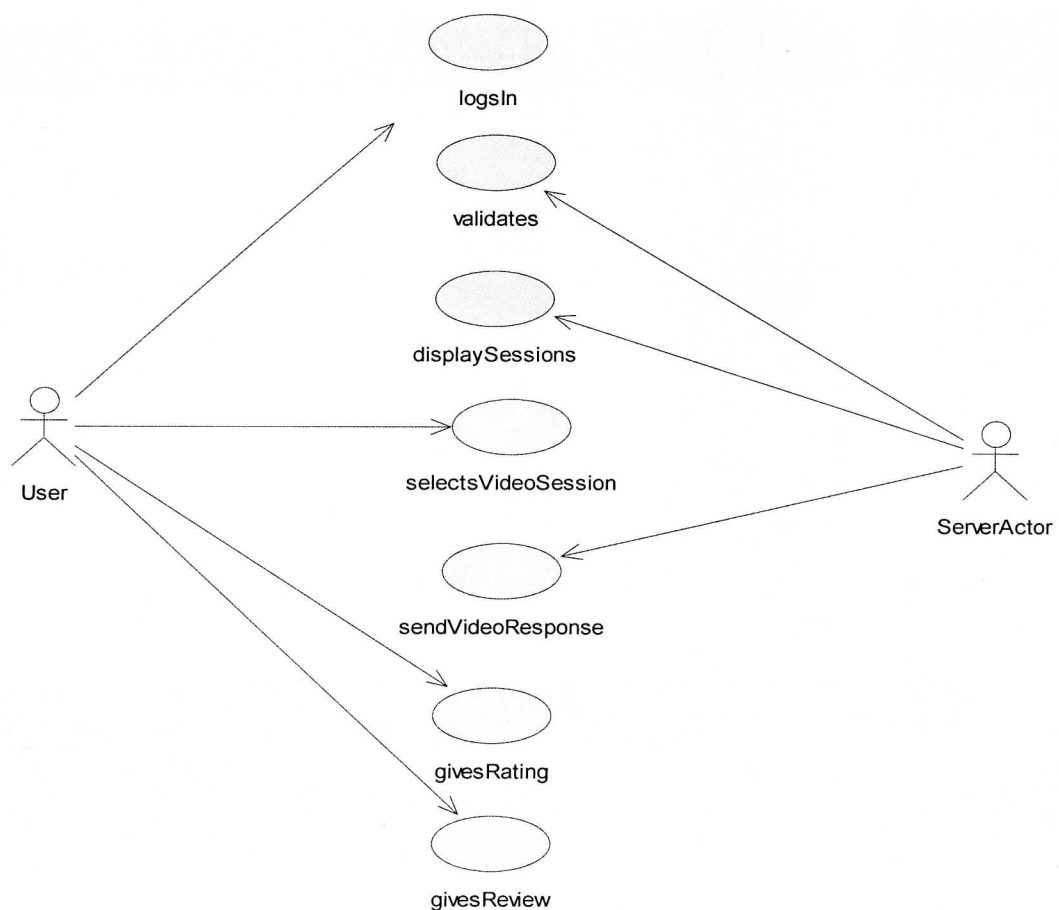 logsIn
validates
displaySessions
selectsVideoSession
User
ServerActor
sendVideoResponse
givesRating
givesReview